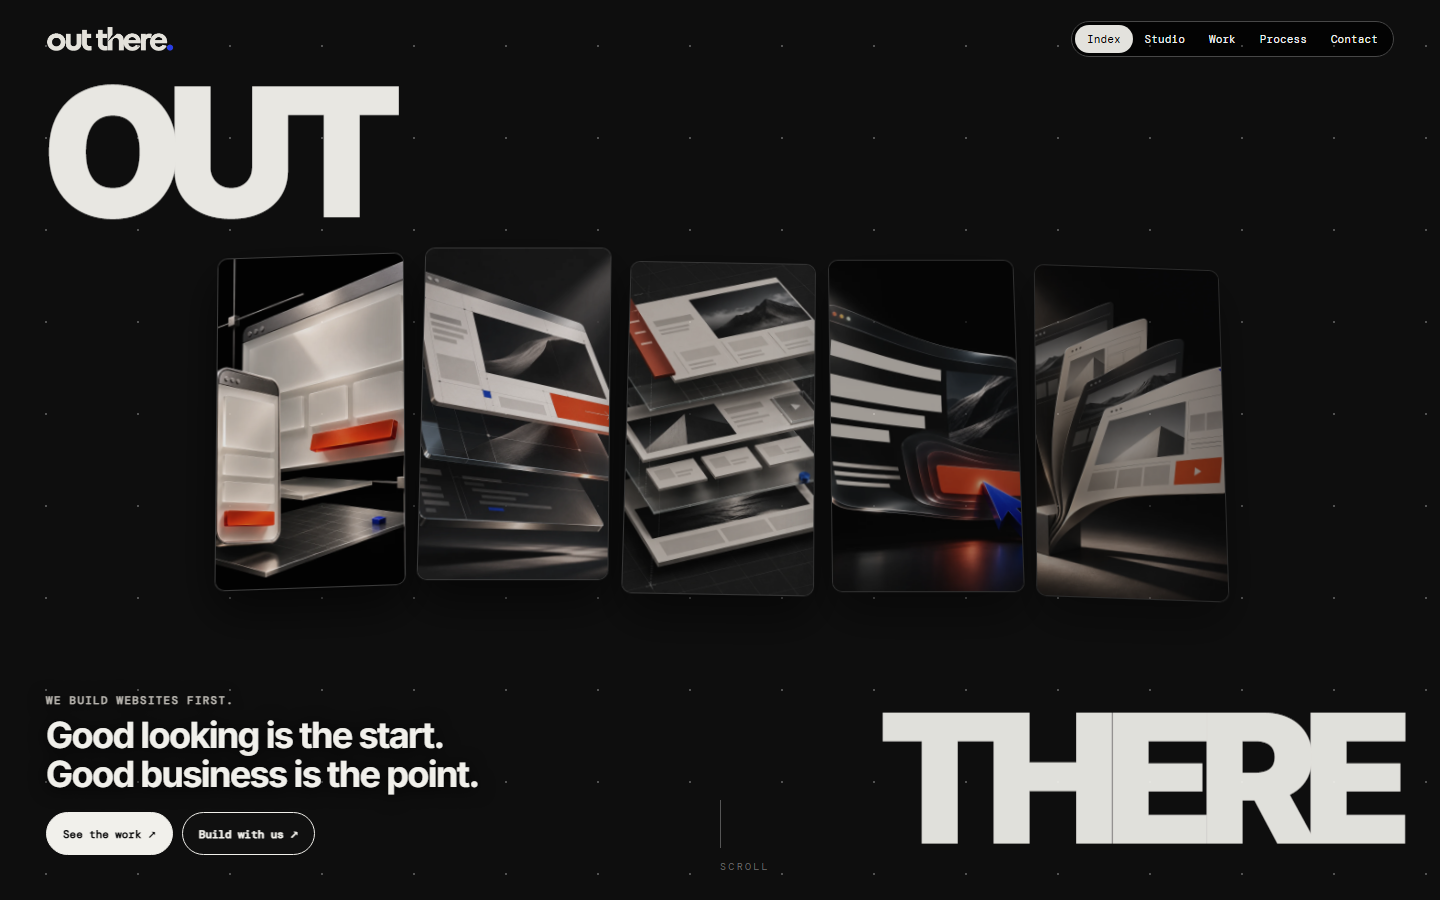 out there.
Index Studio Work Process Contact
OUT
WE BUILD WEBSITES FIRST.
Good looking is the start.
Good business is the point.
See the work ↗ Build with us ↗
SCROLL
THERE